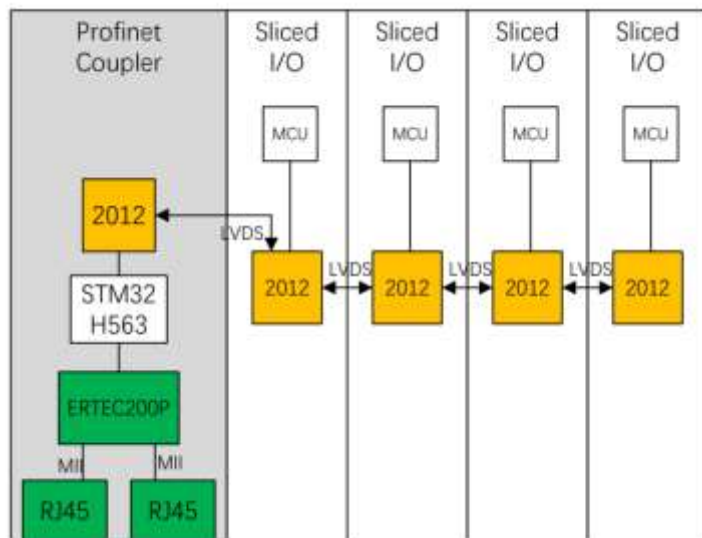 Profinet
Coupler
Sliced
I/O
Sliced
I/O
Sliced
I/O
Sliced
I/O
MCU
MCU
MCU
MCU
2012
LVDS
2012
LVDS
2012
LVDS
2012
LVDS
2012
STM32
H563
ERTEC200P
MII
MII
RJ45
RJ45